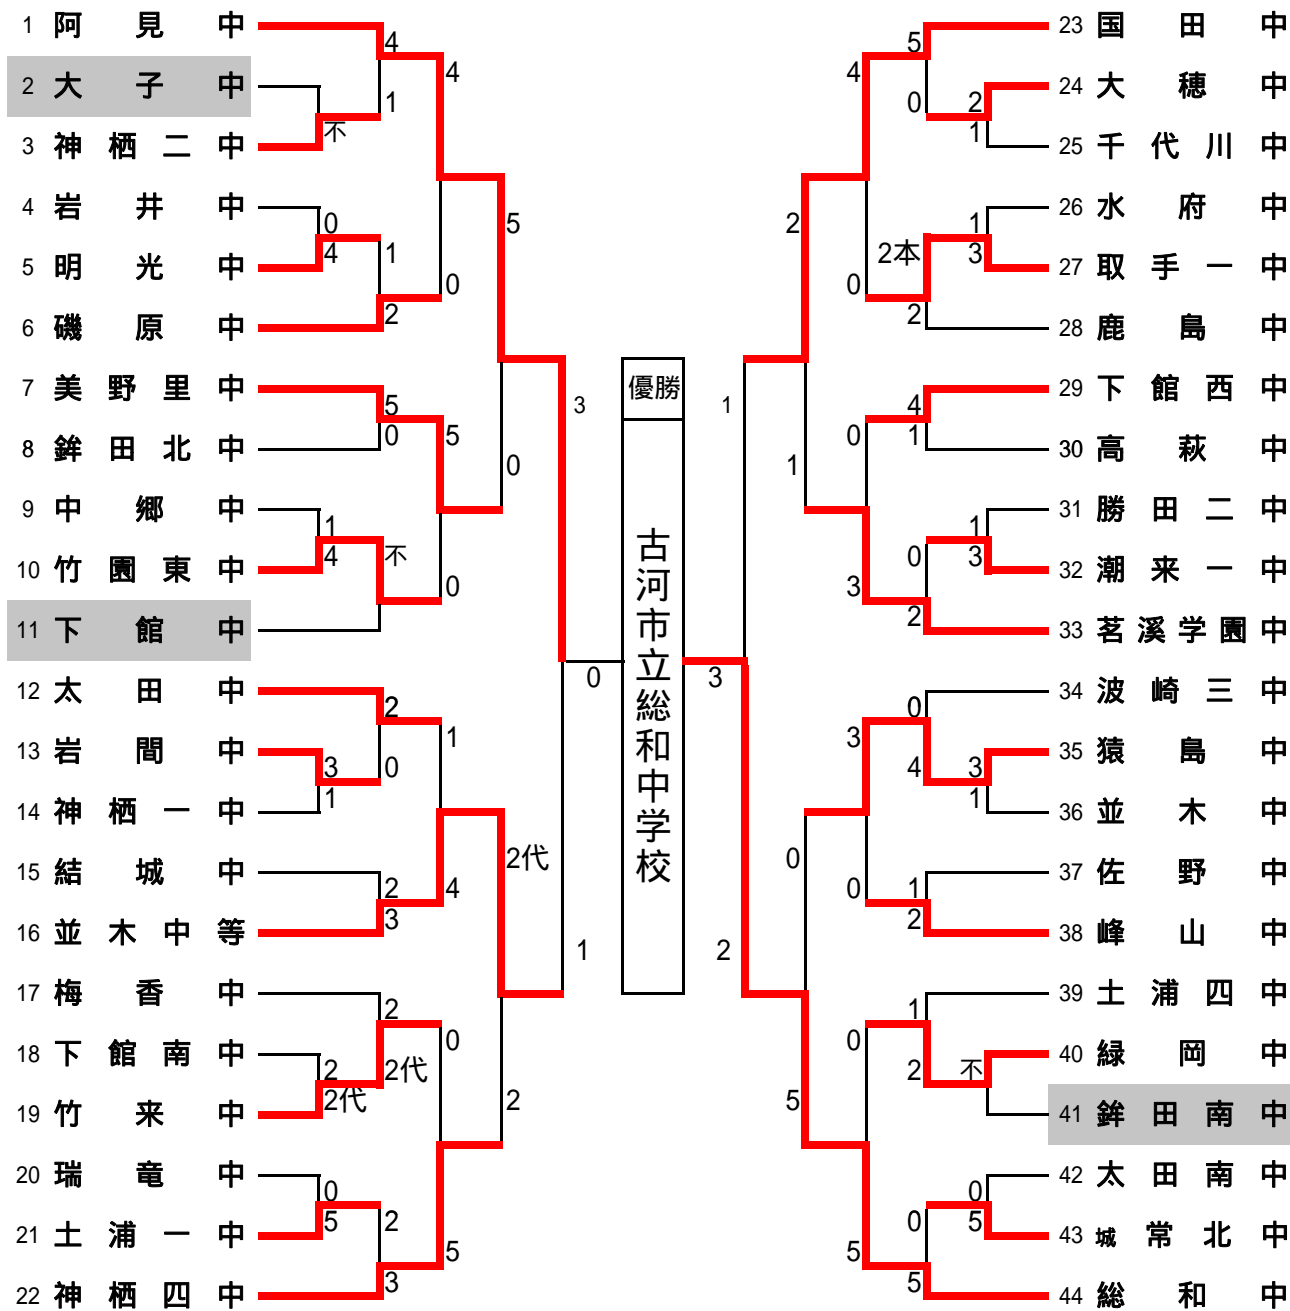 1 阿見中
2 大子中
3 神栖二中
4 岩井中
5 明光中
6 磯原中
7 美野里中
8 鉾田北中
9 中郷中
10 竹園東中
11 下館中
12 太田中
13 岩間中
14 神栖一中
15 結城中
16 並木中等
17 梅香中
18 下館南中
19 竹来中
20 瑞竜中
21 土浦一中
22 神栖四中
4
1
不
0
4
1
2
5
0
1
4
不
2
0
3
1
2
3
2
2代
2
2代
0
5
2
3
4
0
5
0
1
4
0
5
5
0
2代
2
3
1
0
優勝
古河市立総和中学校
3
1
2
2
1
0
5
4
0
0
3
3
0
0
5
5
0
2
1
1
3
2本
2
4
1
1
3
0
2
0
4
3
1
1
2
1
2
不
0
5
0
5
23 国田中
24 大穂中
25 千代川中
26 水府中
27 取手一中
28 鹿島中
29 下館西中
30 高萩中
31 勝田二中
32 潮来一中
33 茗溪学園中
34 波崎三中
35 猿島中
36 並木中
37 佐野中
38 峰山中
39 土浦四中
40 緑岡中
41 鉾田南中
42 太田南中
43 城常北中
44 総和中